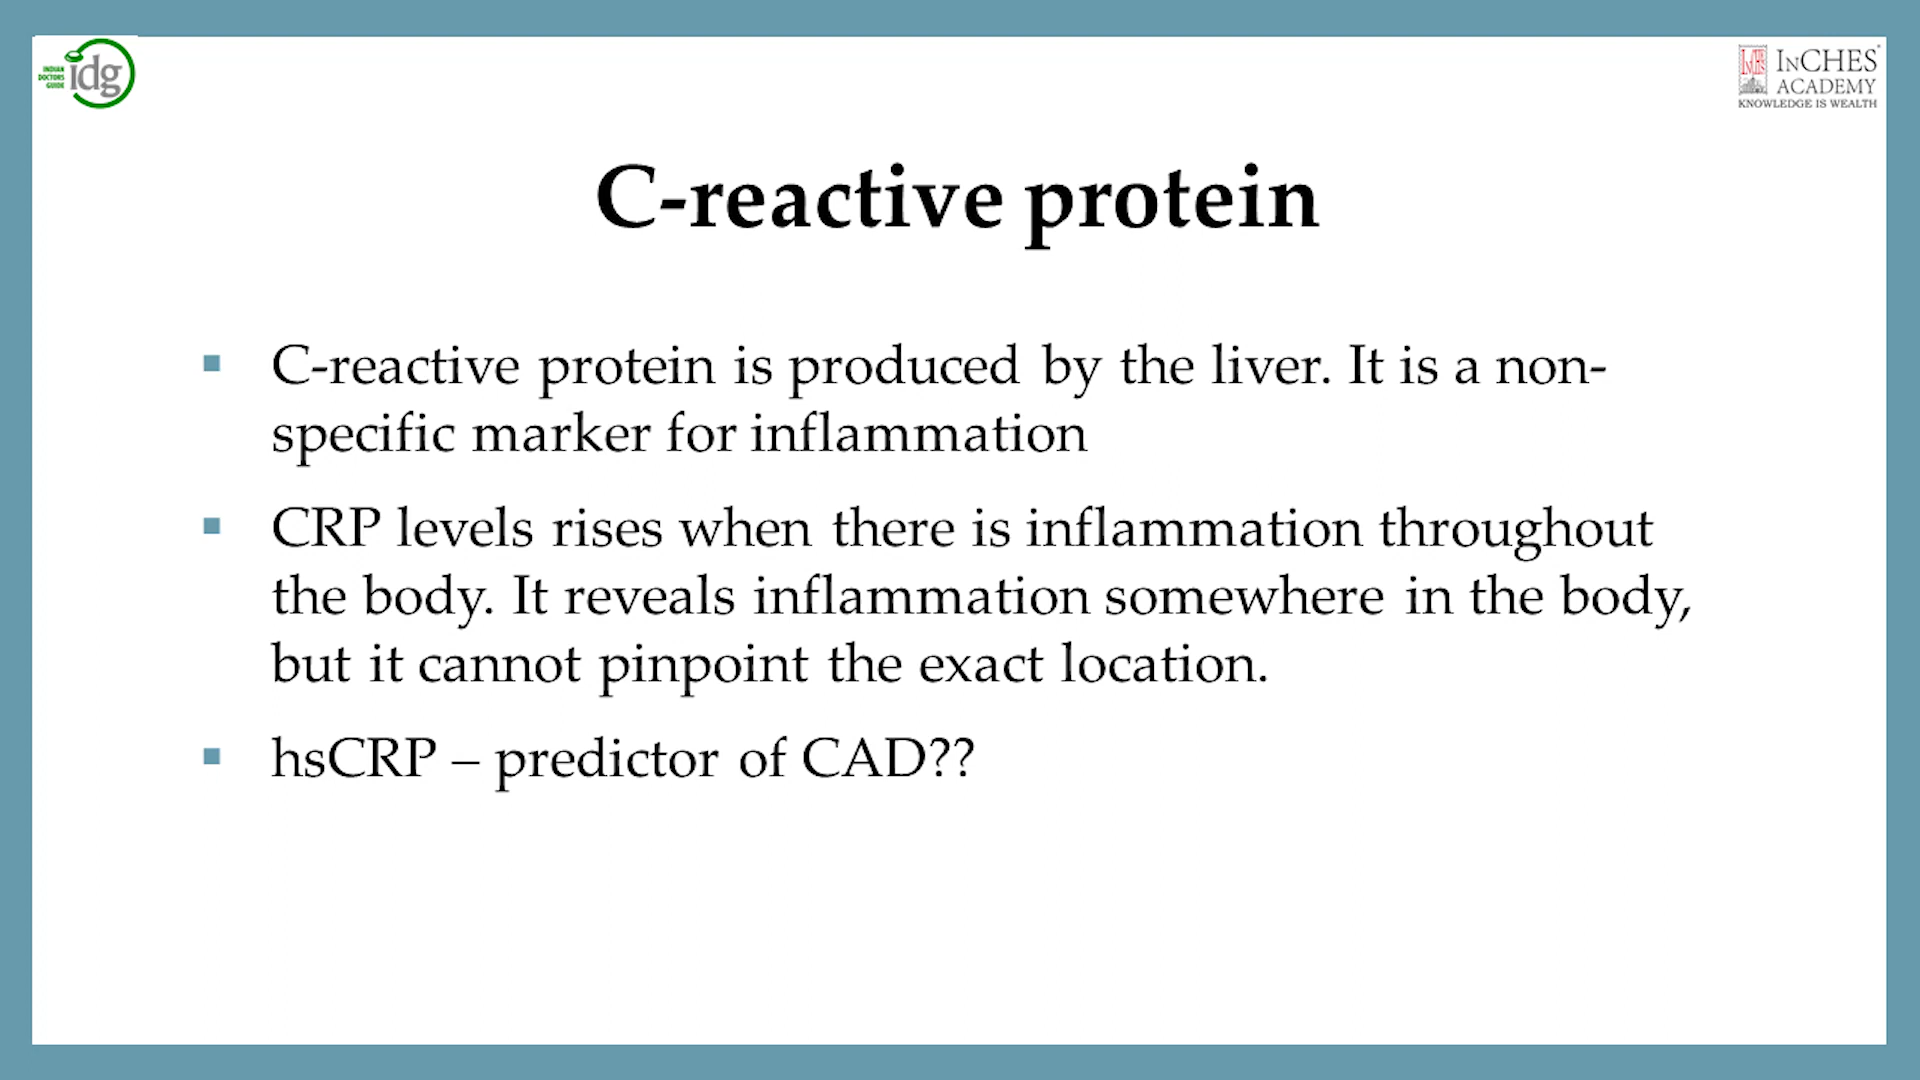 INDIAN
DOCTORS
GUIDE
idg
INCHES
ACADEMY
KNOWLEDGE IS WEALTH
C-reactive protein
C-reactive protein is produced by the liver. It is a non-
specific marker for inflammation
CRP levels rises when there is inflammation throughout
the body. It reveals inflammation somewhere in the body,
but it cannot pinpoint the exact location.
hsCRP – predictor of CAD??